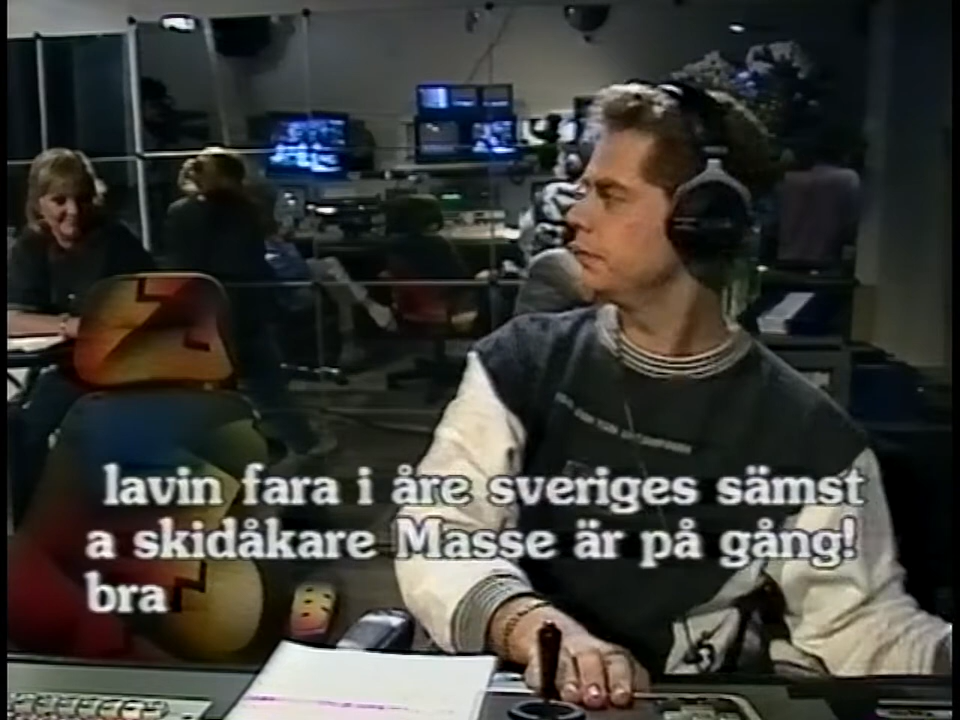 lavin fara i åre sveriges sämst
a skidåkare Masse är på gång!
bra